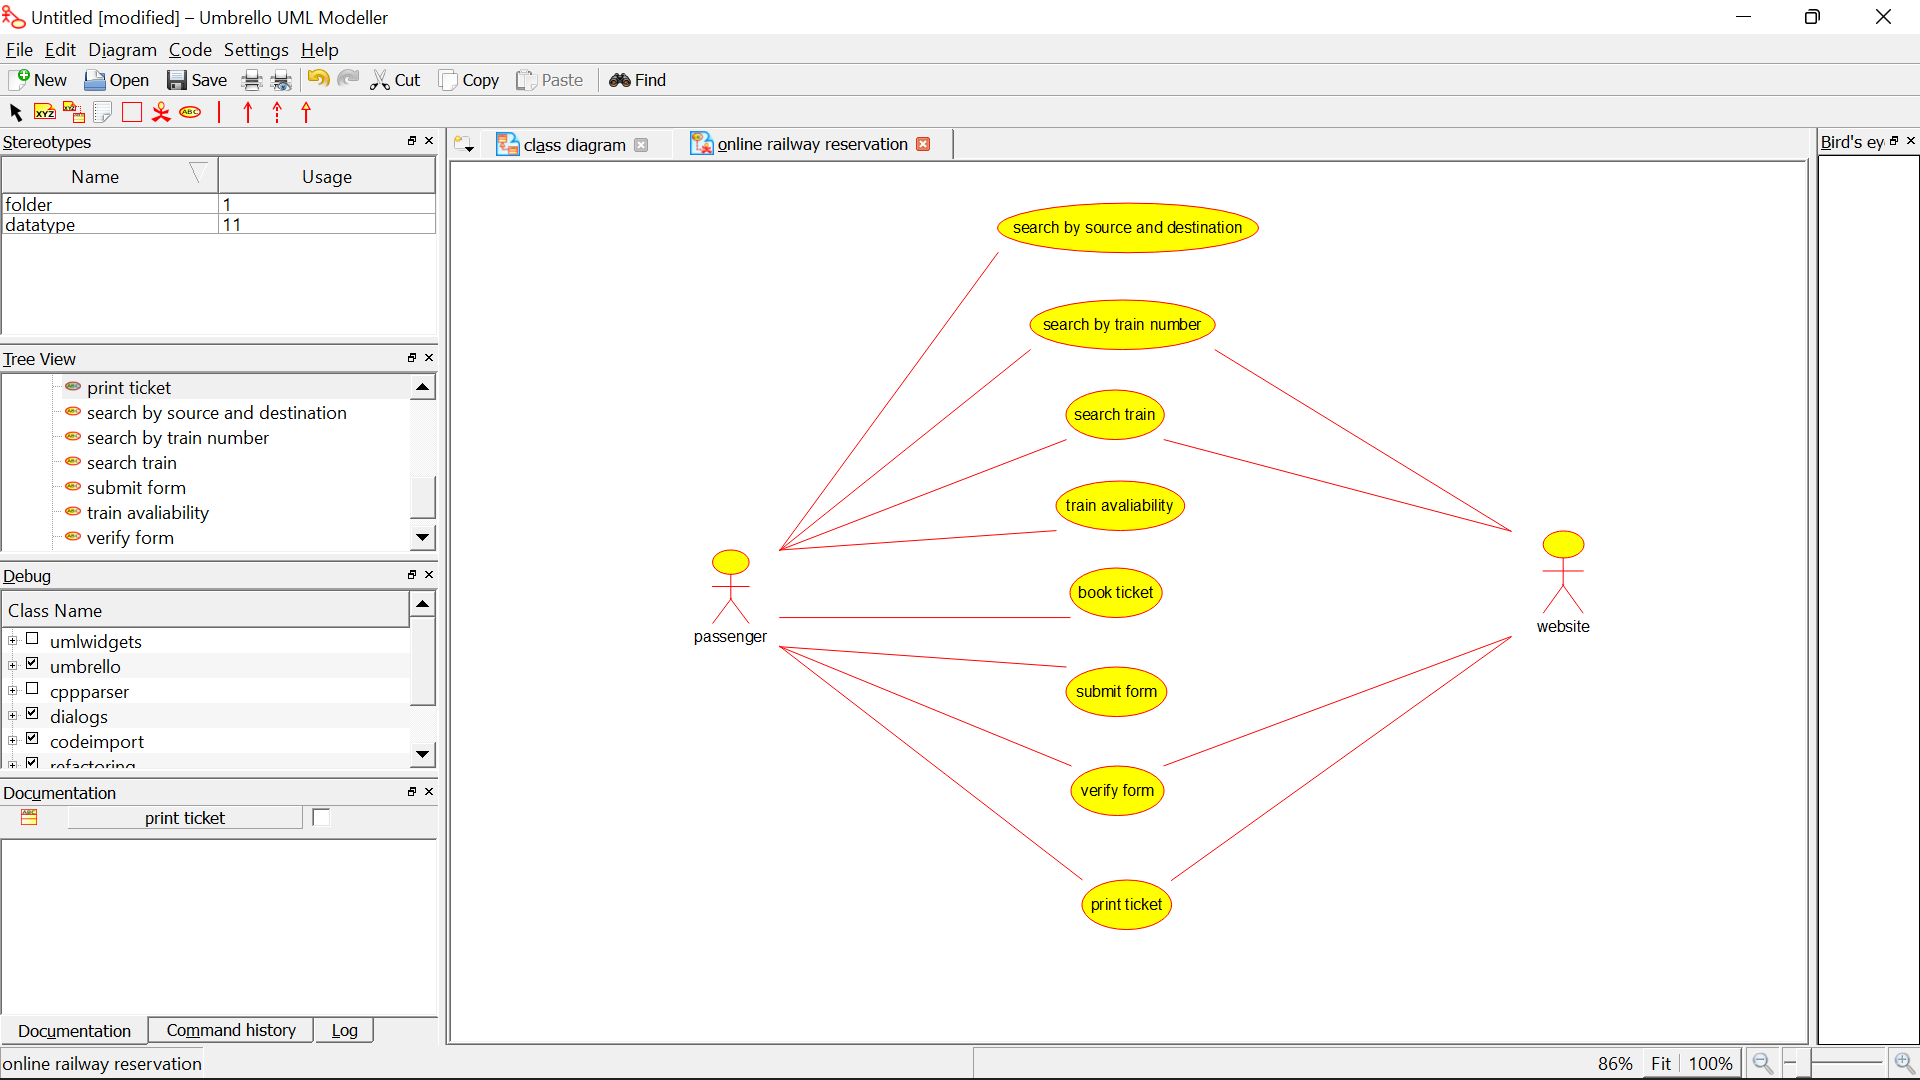 Untitled [modified] – Umbrello UML Modeller
File Edit Diagram Code Settings Help
New Open Save Cut Copy Paste Find
XYZ XYZ ABC
Stereotypes
Name Usage
folder 1
datatype 11
Tree View
print ticket
search by source and destination
search by train number
search train
submit form
train avaliability
verify form
Debug
Class Name
umlwidgets
umbrello
cppparser
dialogs
codeimport
refactoring
Documentation
print ticket
Documentation Command history Log
online railway reservation
class diagram online railway reservation
search by source and destination
search by train number
search train
train avaliability
book ticket
submit form
verify form
print ticket
passenger
website
Bird's ey
86% Fit 100%